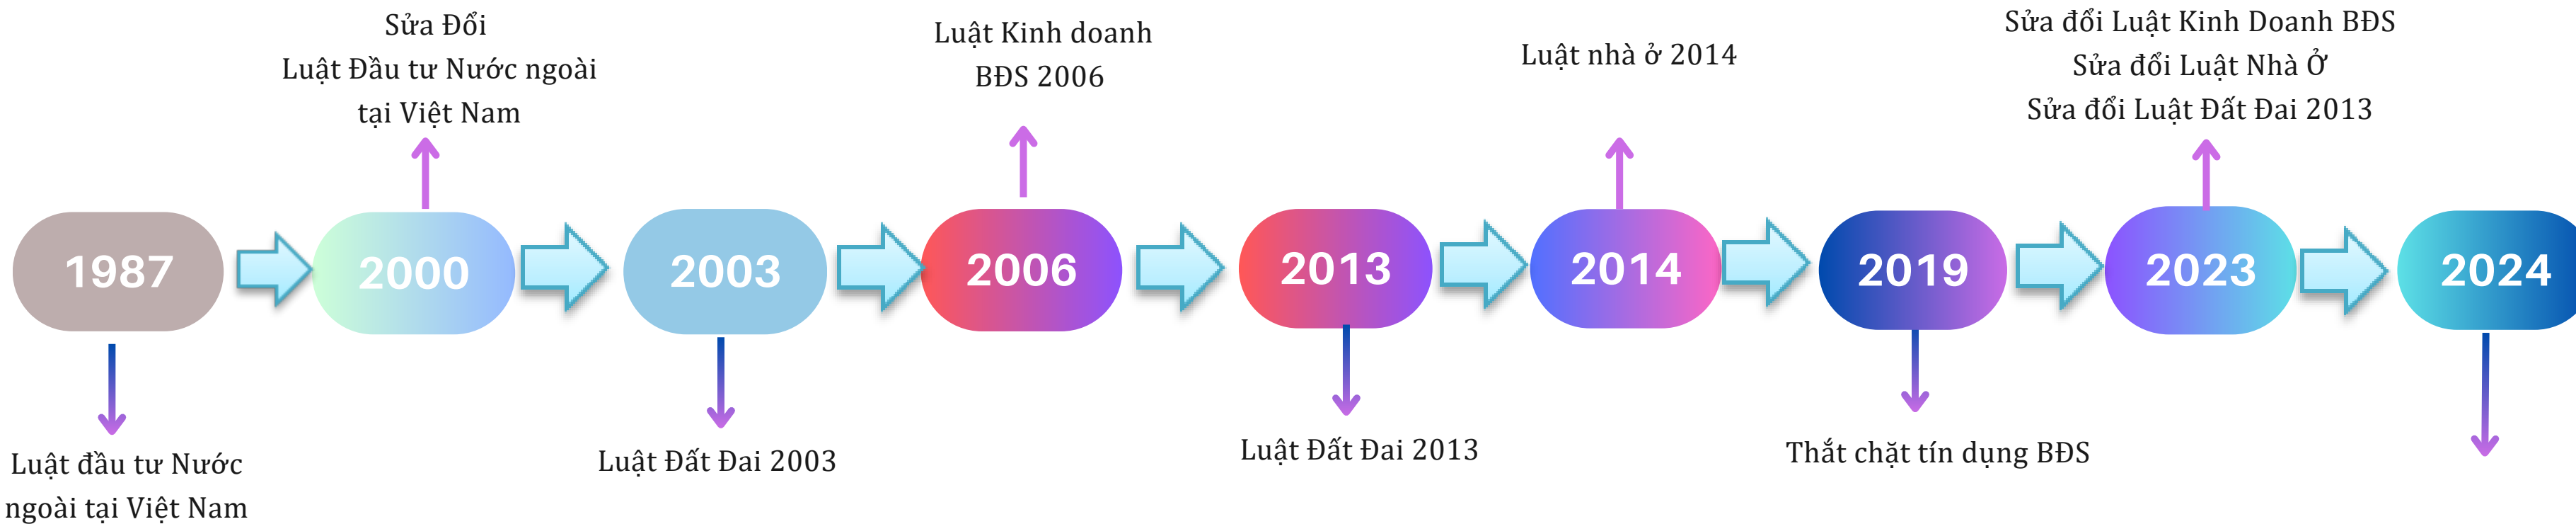 Sửa Đổi
Luật Đầu tư Nước ngoài
tại Việt Nam
Luật Kinh doanh
BĐS 2006
Luật nhà ở 2014
Sửa đổi Luật Kinh Doanh BĐS
Sửa đổi Luật Nhà Ở
Sửa đổi Luật Đất Đai 2013
1987
2000
2003
2006
2013
2014
2019
2023
2024
Luật đầu tư Nước
ngoài tại Việt Nam
Luật Đất Đai 2003
Luật Đất Đai 2013
Thắt chặt tín dụng BĐS